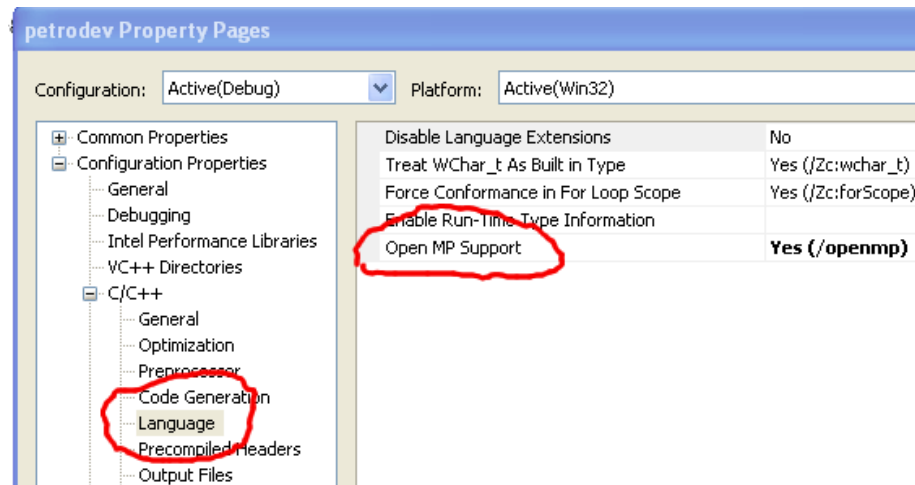 petrodev Property Pages
Configuration: Active(Debug) Platform: Active(Win32)
Common Properties
Configuration Properties
General
Debugging
Intel Performance Libraries
VC++ Directories
C/C++
General
Optimization
Preprocessor
Code Generation
Language
Precompiled Headers
Output Files
Disable Language Extensions No
Treat WChar_t As Built in Type Yes (/Zc:wchar_t)
Force Conformance in For Loop Scope Yes (/Zc:forScope)
Enable Run-Time Type Information
Open MP Support Yes (/openmp)